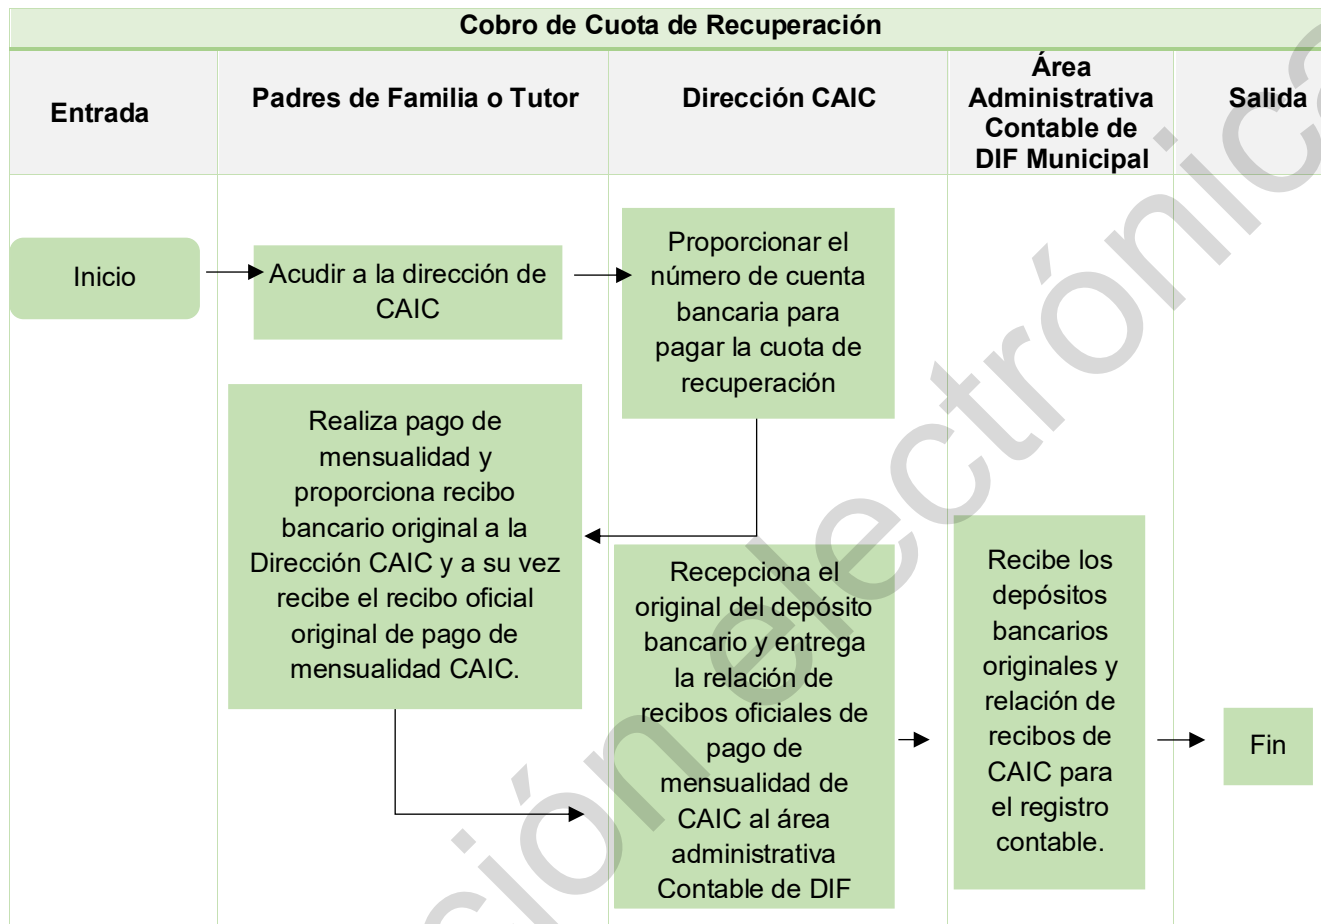 Cobro de Cuota de Recuperación
Entrada
Padres de Familia o Tutor
Dirección CAIC
Área
Administrativa
Contable de
DIF Municipal
Salida
Inicio
Acudir a la dirección de
CAIC
Proporcionar el
número de cuenta
bancaria para
pagar la cuota de
recuperación
Realiza pago de
mensualidad y
proporciona recibo
bancario original a la
Dirección CAIC y a su vez
recibe el recibo oficial
original de pago de
mensualidad CAIC.
Recepciona el
original del depósito
bancario y entrega
la relación de
recibos oficiales de
pago de
mensualidad de
CAIC al área
administrativa
Contable de DIF
Recibe los
depósitos
bancarios
originales y
relación de
recibos de
CAIC para
el registro
contable.
Fin
ción electrónica